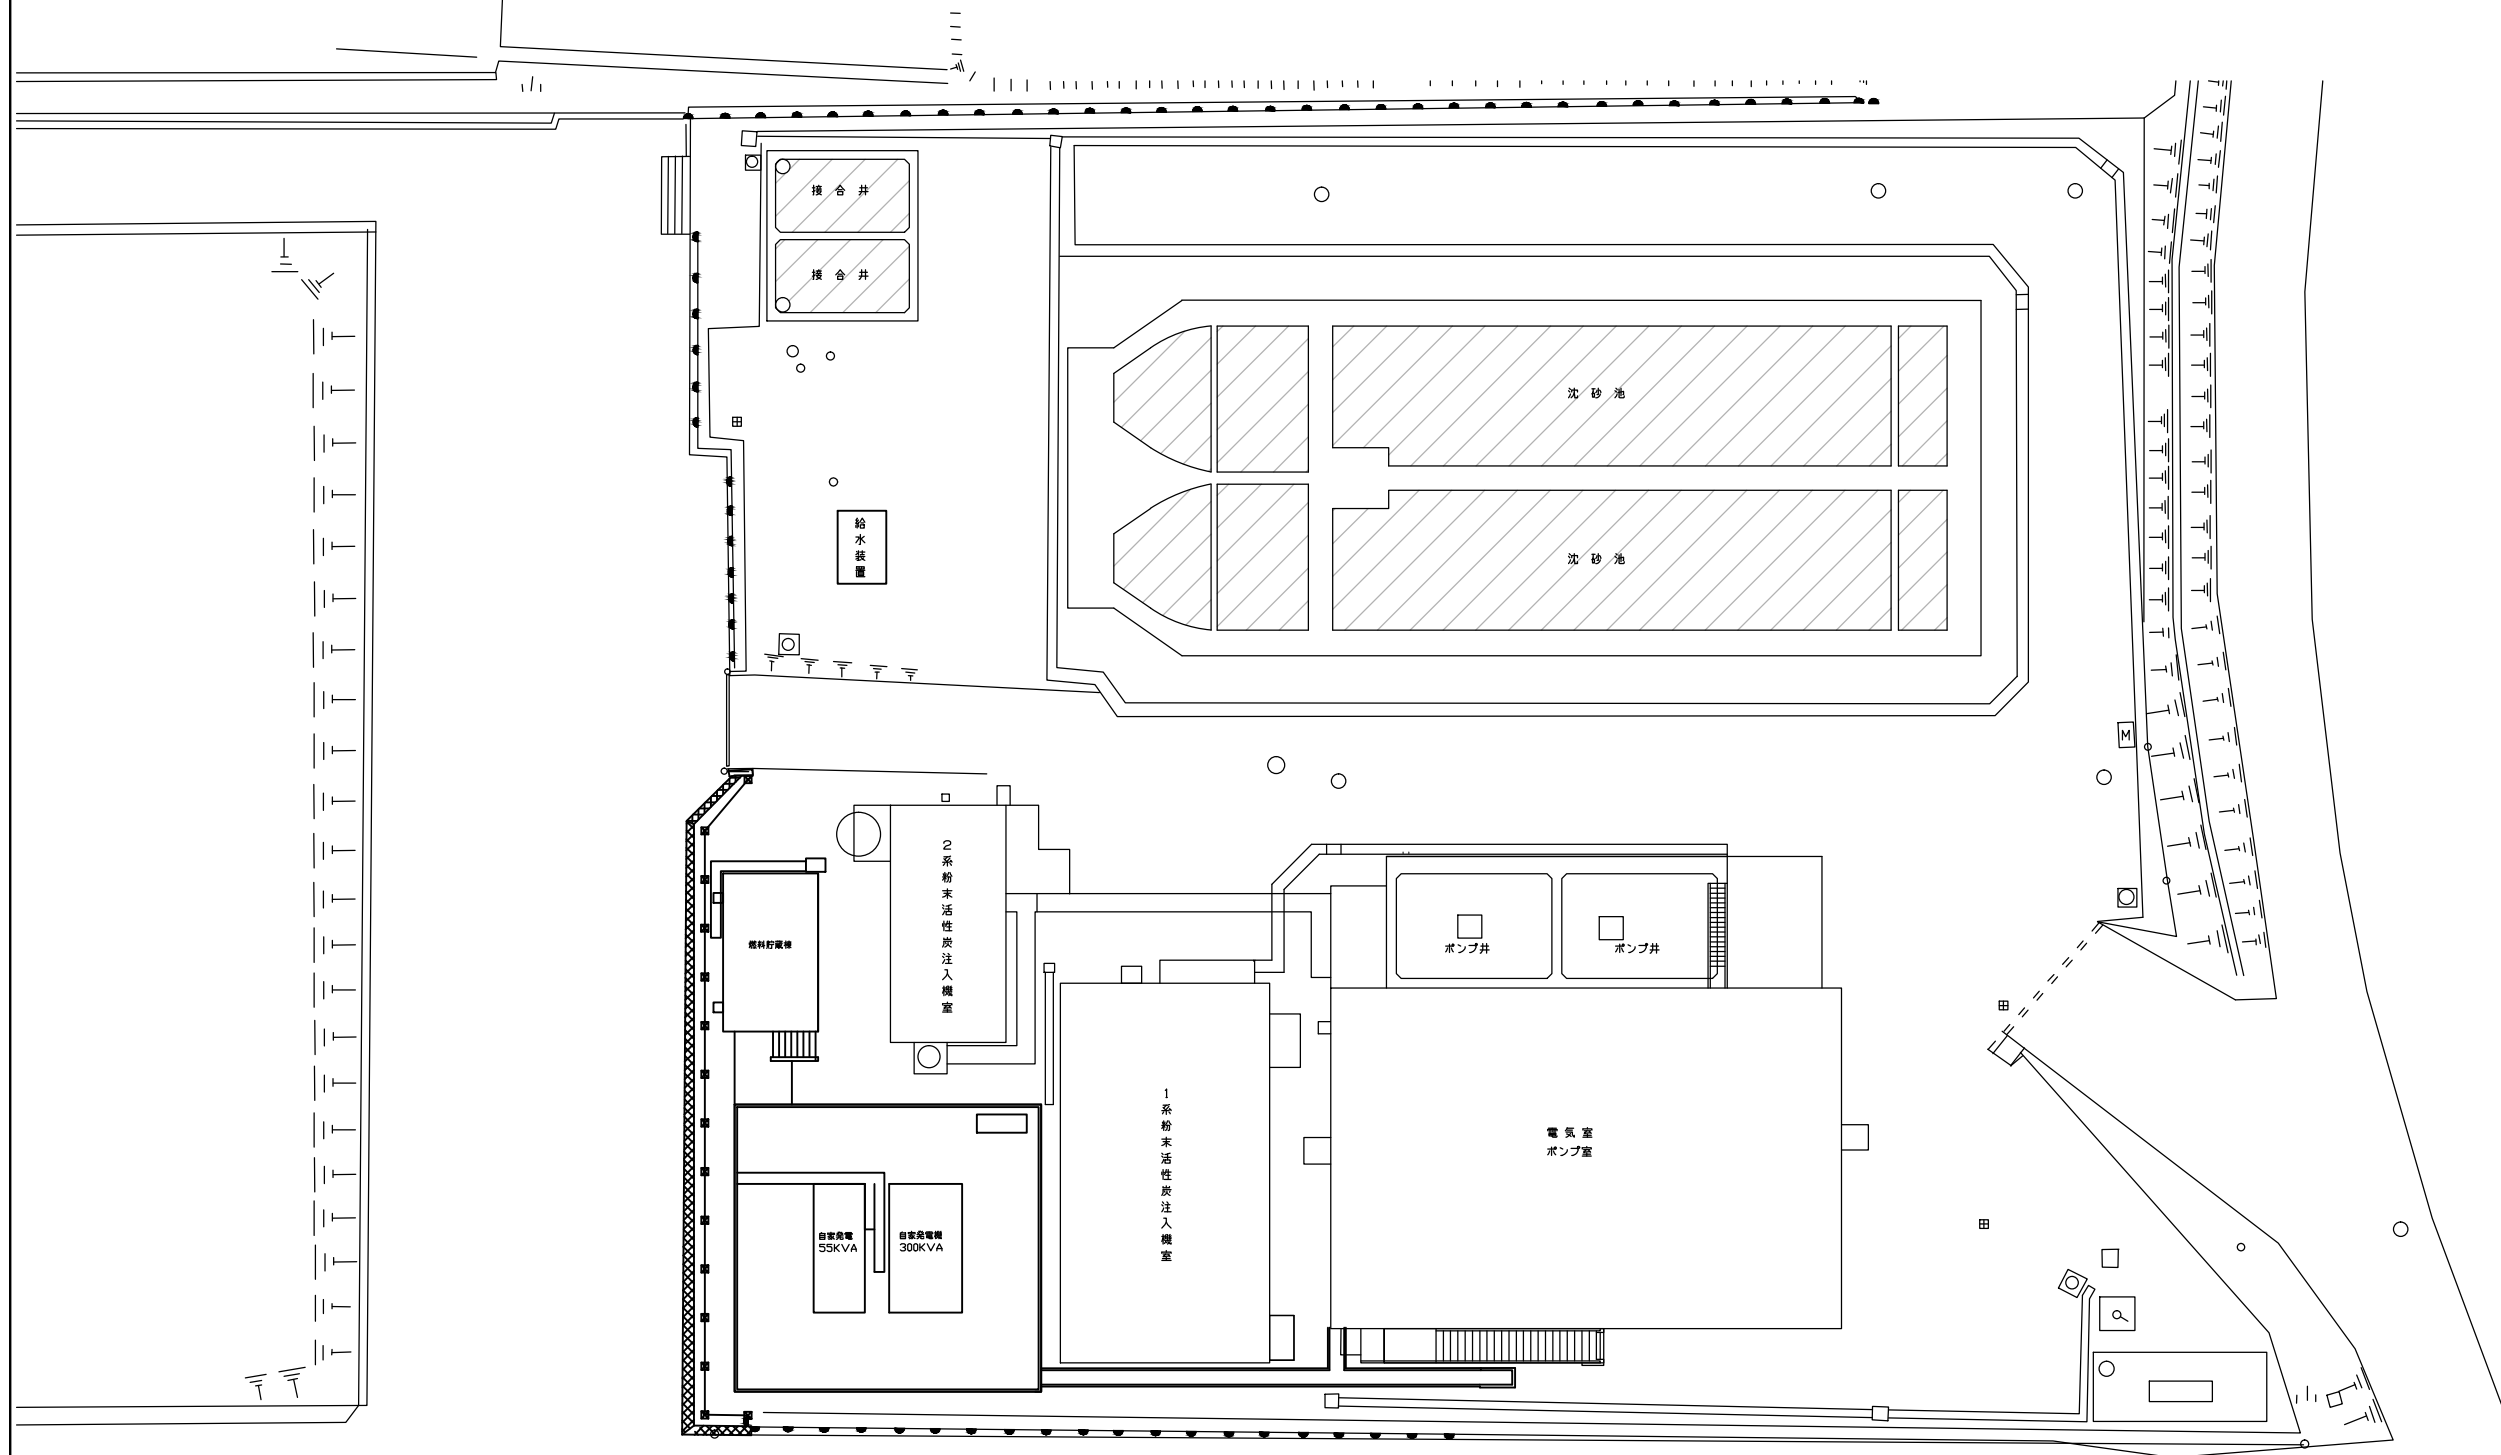 接合井
接合井
沈砂池
給水装置
沈砂池
M
2系粉末活性炭注入機室
燃料貯蔵槽
ポンプ井
ポンプ井
1系粉末活性炭注入機室
電気室
ポンプ室
自家発電
55KVA
自家発電機
300KVA